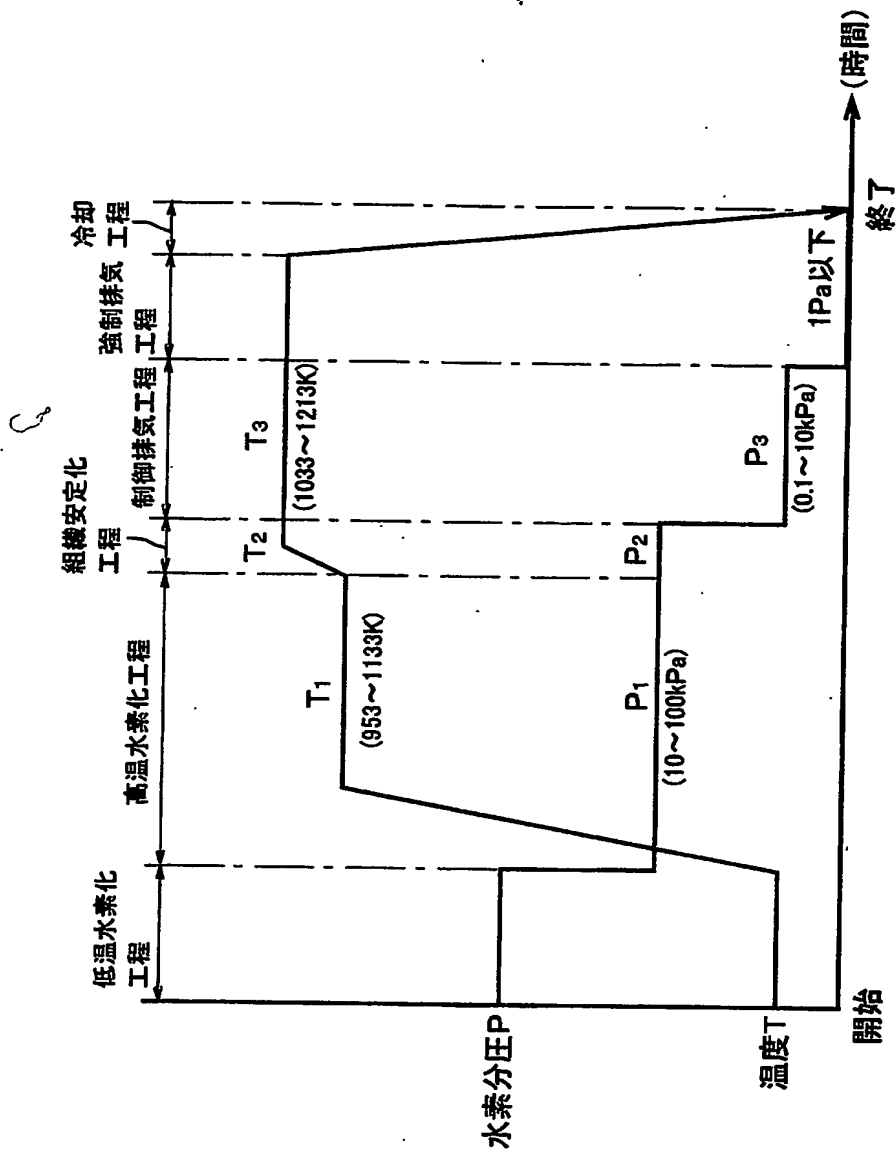 低温水素化
工程
高温水素化工程
組織安定化
工程
制御排気工程
強制排気
工程
冷却
工程
T1
(953〜1133K)
T2
T3
(1033〜1213K)
水素分圧P
P1
(10〜100kPa)
P2
P3
(0.1〜10kPa)
1Pa以下
温度T
開始
終了
(時間)